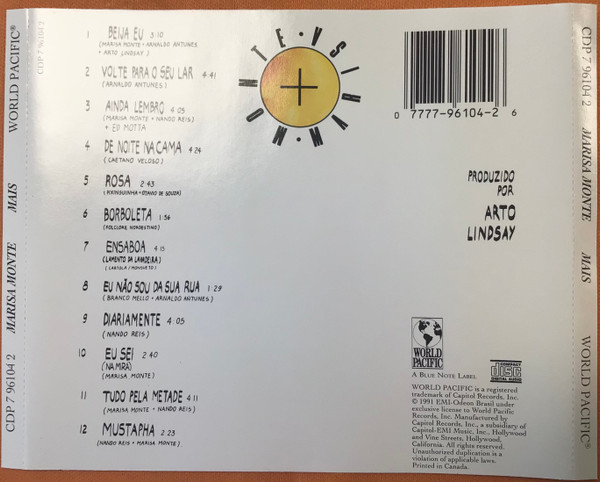 CDP 7 96104 2 MARISA MONTE MAIS WORLD PACIFIC®
1 BEIJA EU 3:10
(MARISA MONTE • ARNALDO ANTUNES
• ARTO LINDSAY)
2 VOLTE PARA O SEU LAR 4:41
(ARNALDO ANTUNES)
3 AINDA LEMBRO 4:05
(MARISA MONTE • NANDO REIS)
+ ED MOTTA
4 DE NOITE NA CAMA 4:24
(CAETANO VELOSO)
5 ROSA 2:43
(PIXINGUINHA • OTAVIO DE SOUZA)
6 BORBOLETA 1:56
(FOLCLORE NORDESTINO)
7 ENSABOA 4:15
(LAMENTO DA LAVADEIRA)
(CARTOLA / MONSUETO)
8 EU NÃO SOU DA SUA RUA 1:29
(BRANCO MELLO • ARNALDO ANTUNES)
9 DIARIAMENTE 4:05
(NANDO REIS)
10 EU SEI 2:40
(NA MIRA)
(MARISA MONTE)
11 TUDO PELA METADE 4:11
(MARISA MONTE • NANDO REIS)
12 MUSTAPHA 2:23
(NANDO REIS • MARISA MONTE)
+
0 7777-96104-2 6
PRODUZIDO
POR
ARTO
LINDSAY
WORLD
PACIFIC
A BLUE NOTE LABEL
COMPACT
disc
DIGITAL AUDIO
WORLD PACIFIC is a registered
trademark of Capitol Records, Inc.
© 1991 EMI-Odeon Brasil under
exclusive license to World Pacific
Records, Inc. Manufactured by
Capitol Records, Inc., a subsidiary of
Capitol-EMI Music, Inc., Hollywood
and Vine Streets, Hollywood,
California. All rights reserved.
Unauthorized duplication is a
violation of applicable laws.
Printed in Canada.
CDP 7 96104 2 MARISA MONTE MAIS WORLD PACIFIC®